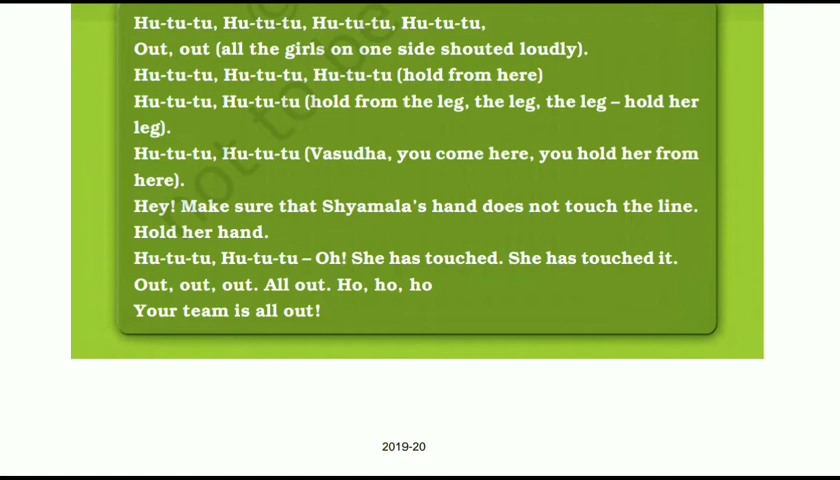 Hu-tu-tu, Hu-tu-tu, Hu-tu-tu, Hu-tu-tu,
Out, out (all the girls on one side shouted loudly).
Hu-tu-tu, Hu-tu-tu, Hu-tu-tu (hold from here)
Hu-tu-tu, Hu-tu-tu (hold from the leg, the leg, the leg – hold her
leg).
Hu-tu-tu, Hu-tu-tu (Vasudha, you come here, you hold her from
here).
Hey! Make sure that Shyamala's hand does not touch the line.
Hold her hand.
Hu-tu-tu, Hu-tu-tu – Oh! She has touched. She has touched it.
Out, out, out. All out. Ho, ho, ho
Your team is all out!
not to be
2019-20